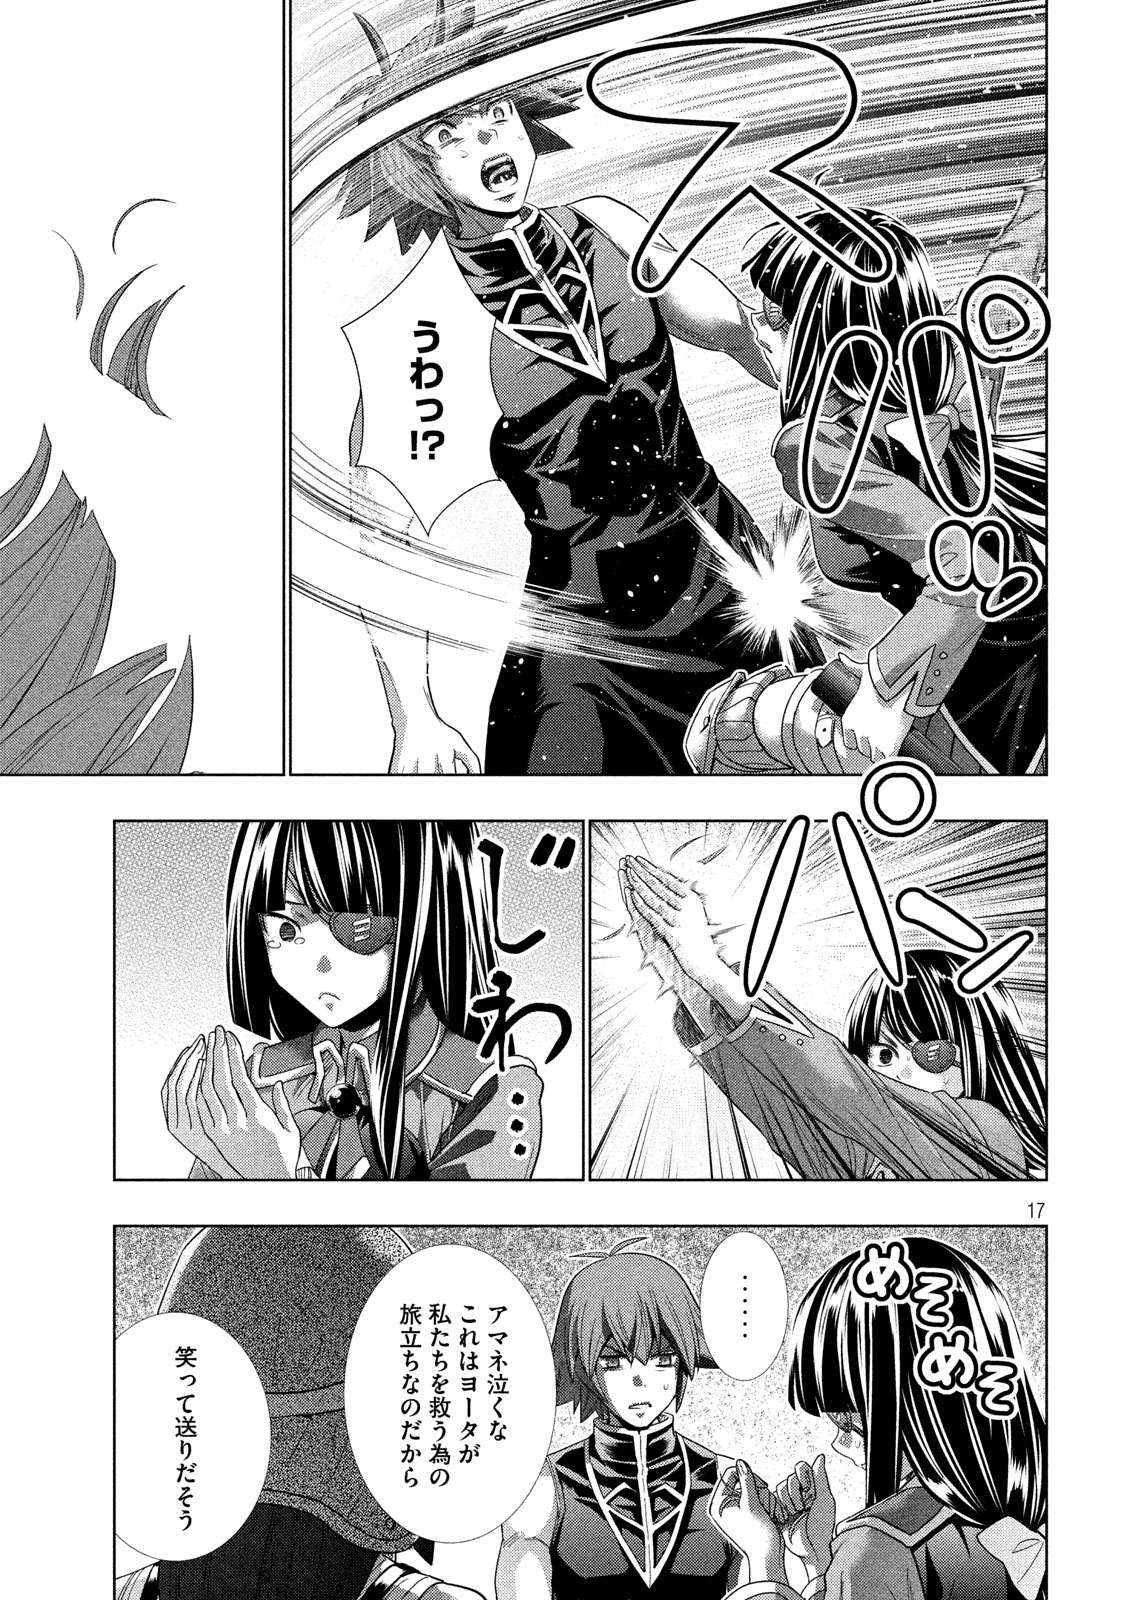 スパパッ
うわっ
!?
パン
じわ…
17
……
めそ
めそ
アマネ泣くな
これはヨータが
私たちを救う為の
旅立ちなのだから
笑って送りだそう